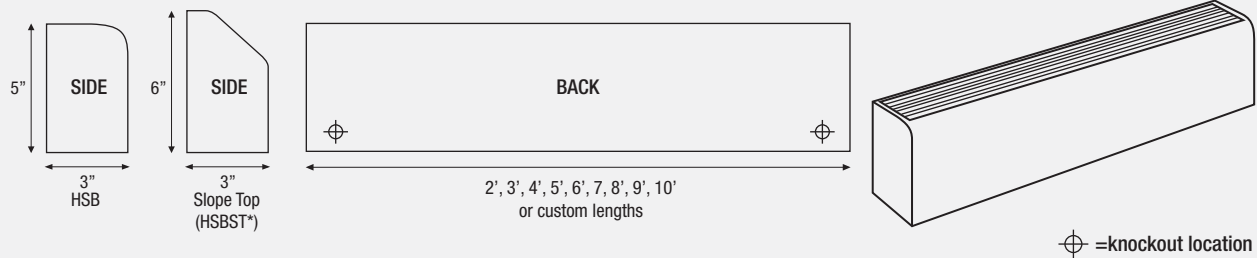 5”
SIDE
3”
HSB
6”
SIDE
3”
Slope Top
(HSBST*)
BACK
2’, 3’, 4’, 5’, 6’, 7, 8’, 9’, 10’
or custom lengths
=knockout location